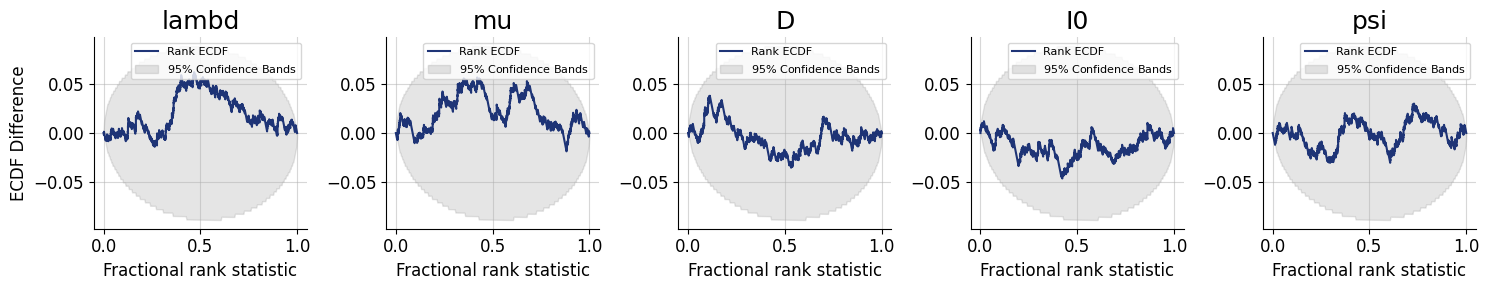 lambd
mu
D
I0
psi
Rank ECDF
95% Confidence Bands
Rank ECDF
95% Confidence Bands
Rank ECDF
95% Confidence Bands
Rank ECDF
95% Confidence Bands
Rank ECDF
95% Confidence Bands
ECDF Difference
0.05
0.00
−0.05
0.05
0.00
−0.05
0.05
0.00
−0.05
0.05
0.00
−0.05
0.05
0.00
−0.05
0.0 0.5 1.0
0.0 0.5 1.0
0.0 0.5 1.0
0.0 0.5 1.0
0.0 0.5 1.0
Fractional rank statistic
Fractional rank statistic
Fractional rank statistic
Fractional rank statistic
Fractional rank statistic